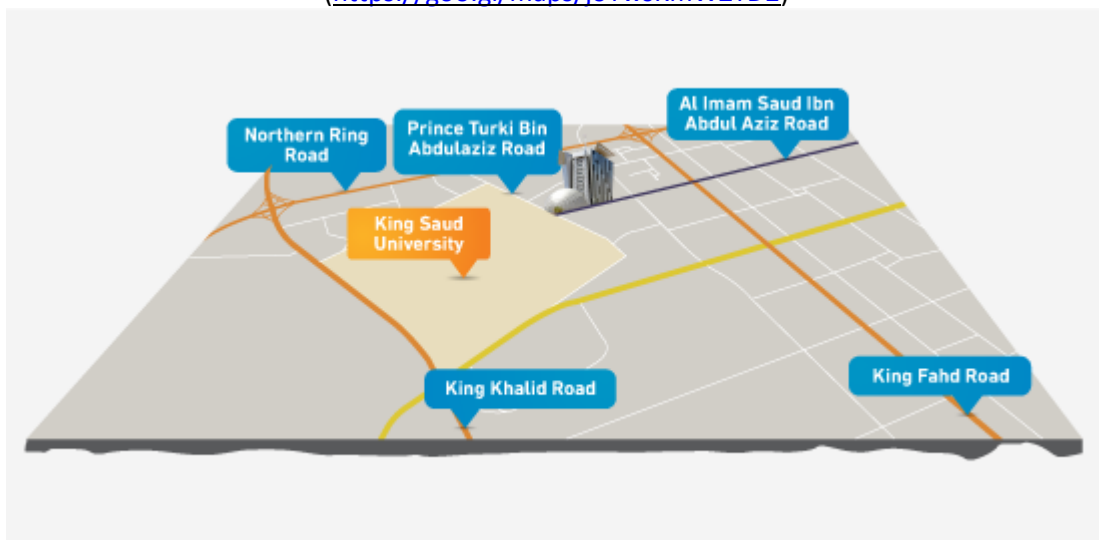 Al Imam Saud Ibn
Abdul Aziz Road
Prince Turki Bin
Abdulaziz Road
Northern Ring
Road
King Saud
University
King Fahd Road
King Khalid Road